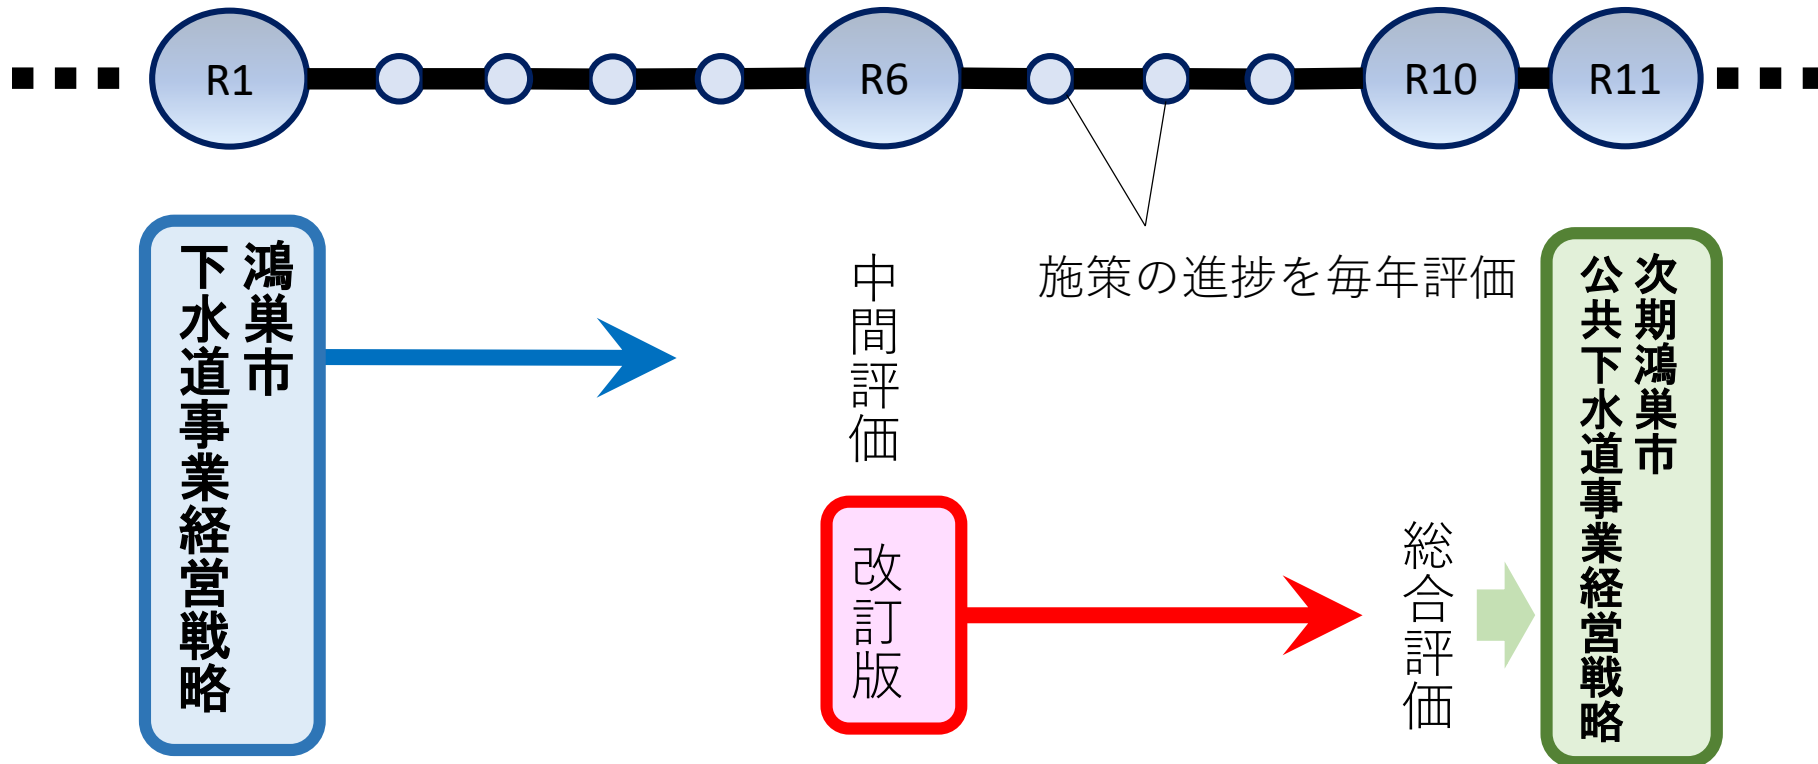 R1
R6
R10
R11
鴻巣市
下水道事業経営戦略
中間評価
施策の進捗を毎年評価
改訂版
総合評価
次期鴻巣市
公共下水道事業経営戦略